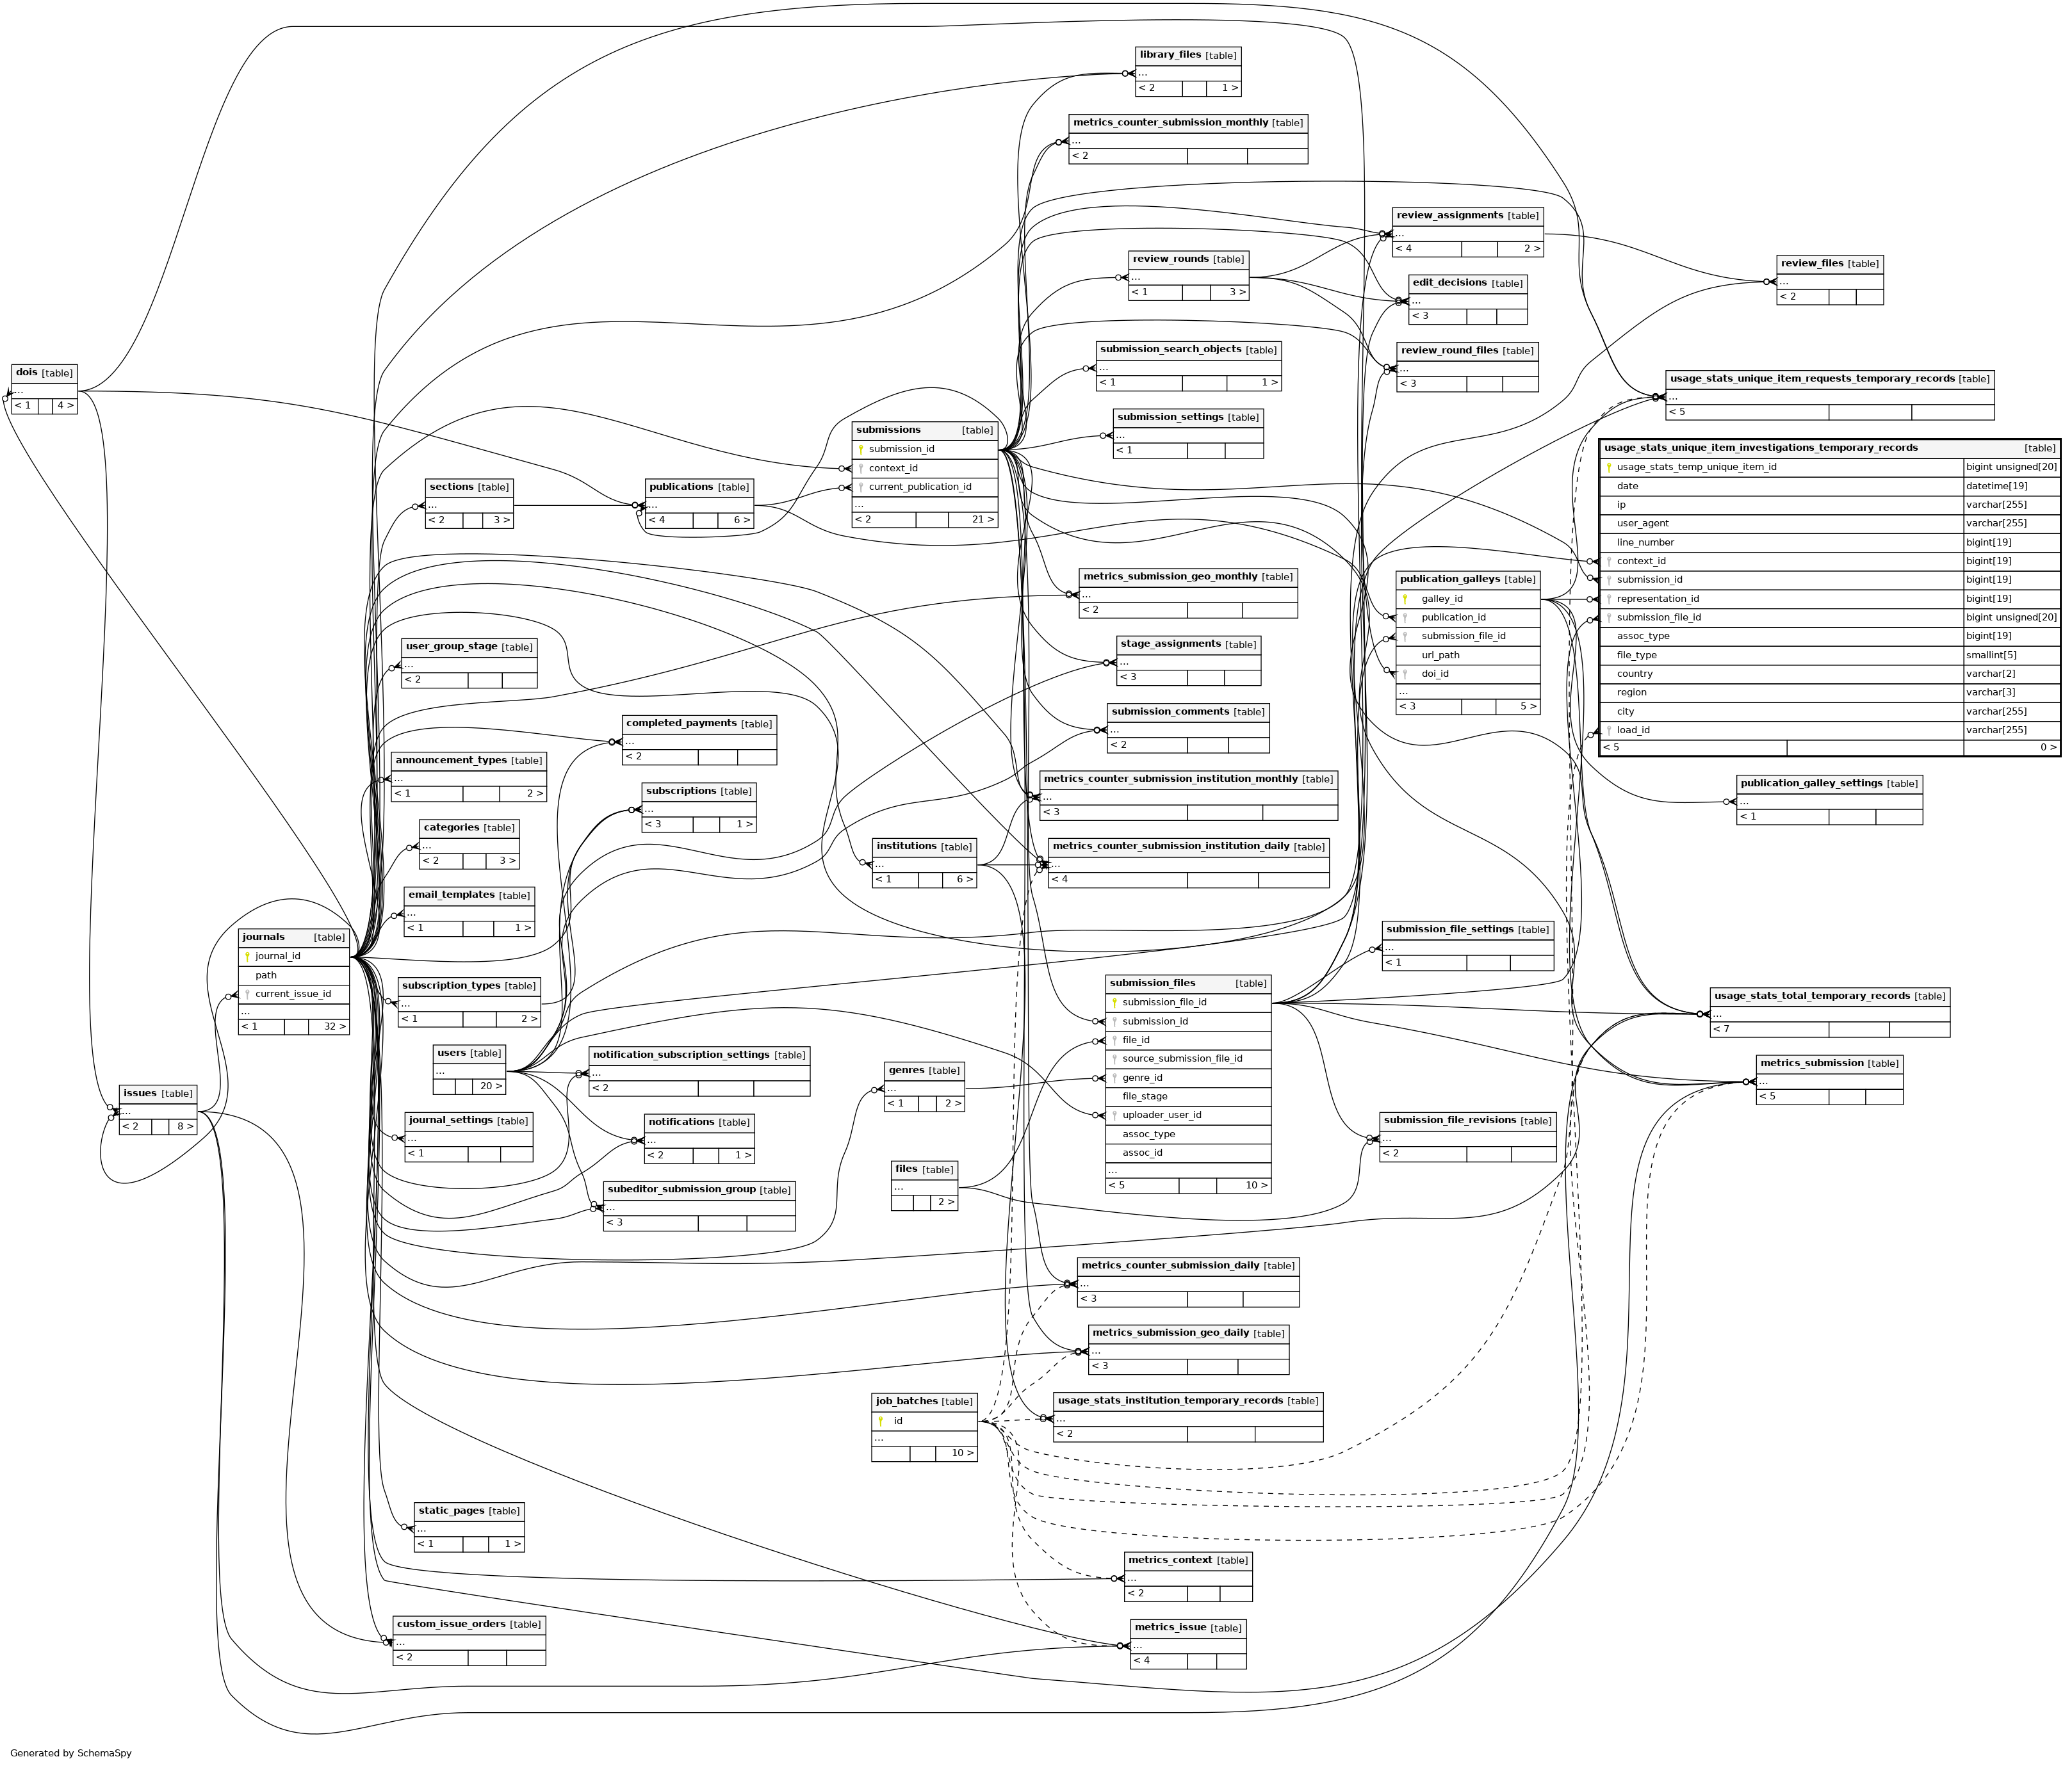 library_files [table]
...
< 2 1 >
metrics_counter_submission_monthly [table]
...
< 2
review_assignments [table]
...
< 4 2 >
review_rounds [table]
...
< 1 3 >
review_files [table]
...
< 2
edit_decisions [table]
...
< 3
submission_search_objects [table]
...
< 1 1 >
review_round_files [table]
...
< 3
dois [table]
...
< 1 4 >
usage_stats_unique_item_requests_temporary_records [table]
...
< 5
submission_settings [table]
...
< 1
submissions [table]
submission_id
context_id
current_publication_id
...
< 2 21 >
usage_stats_unique_item_investigations_temporary_records [table]
usage_stats_temp_unique_item_id bigint unsigned[20]
date datetime[19]
ip varchar[255]
user_agent varchar[255]
line_number bigint[19]
context_id bigint[19]
submission_id bigint[19]
representation_id bigint[19]
submission_file_id bigint unsigned[20]
assoc_type bigint[19]
file_type smallint[5]
country varchar[2]
region varchar[3]
city varchar[255]
load_id varchar[255]
< 5 0 >
sections [table]
...
< 2 3 >
publications [table]
...
< 4 6 >
metrics_submission_geo_monthly [table]
...
< 2
publication_galleys [table]
galley_id
publication_id
submission_file_id
url_path
doi_id
...
< 3 5 >
user_group_stage [table]
...
< 2
stage_assignments [table]
...
< 3
submission_comments [table]
...
< 2
completed_payments [table]
...
< 2
announcement_types [table]
...
< 1 2 >
metrics_counter_submission_institution_monthly [table]
...
< 3
publication_galley_settings [table]
...
< 1
subscriptions [table]
...
< 3 1 >
categories [table]
...
< 2 3 >
institutions [table]
...
< 1 6 >
metrics_counter_submission_institution_daily [table]
...
< 4
email_templates [table]
...
< 1 1 >
journals [table]
journal_id
path
current_issue_id
...
< 1 32 >
submission_file_settings [table]
...
< 1
subscription_types [table]
...
< 1 2 >
submission_files [table]
submission_file_id
submission_id
file_id
source_submission_file_id
genre_id
file_stage
uploader_user_id
assoc_type
assoc_id
...
< 5 10 >
usage_stats_total_temporary_records [table]
...
< 7
users [table]
...
20 >
notification_subscription_settings [table]
...
< 2
genres [table]
...
< 1 2 >
metrics_submission [table]
...
< 5
issues [table]
...
< 2 8 >
journal_settings [table]
...
< 1
notifications [table]
...
< 2 1 >
submission_file_revisions [table]
...
< 2
files [table]
...
2 >
subeditor_submission_group [table]
...
< 3
metrics_counter_submission_daily [table]
...
< 3
metrics_submission_geo_daily [table]
...
< 3
job_batches [table]
id
...
10 >
usage_stats_institution_temporary_records [table]
...
< 2
static_pages [table]
...
< 1 1 >
metrics_context [table]
...
< 2
custom_issue_orders [table]
...
< 2
metrics_issue [table]
...
< 4
Generated by SchemaSpy